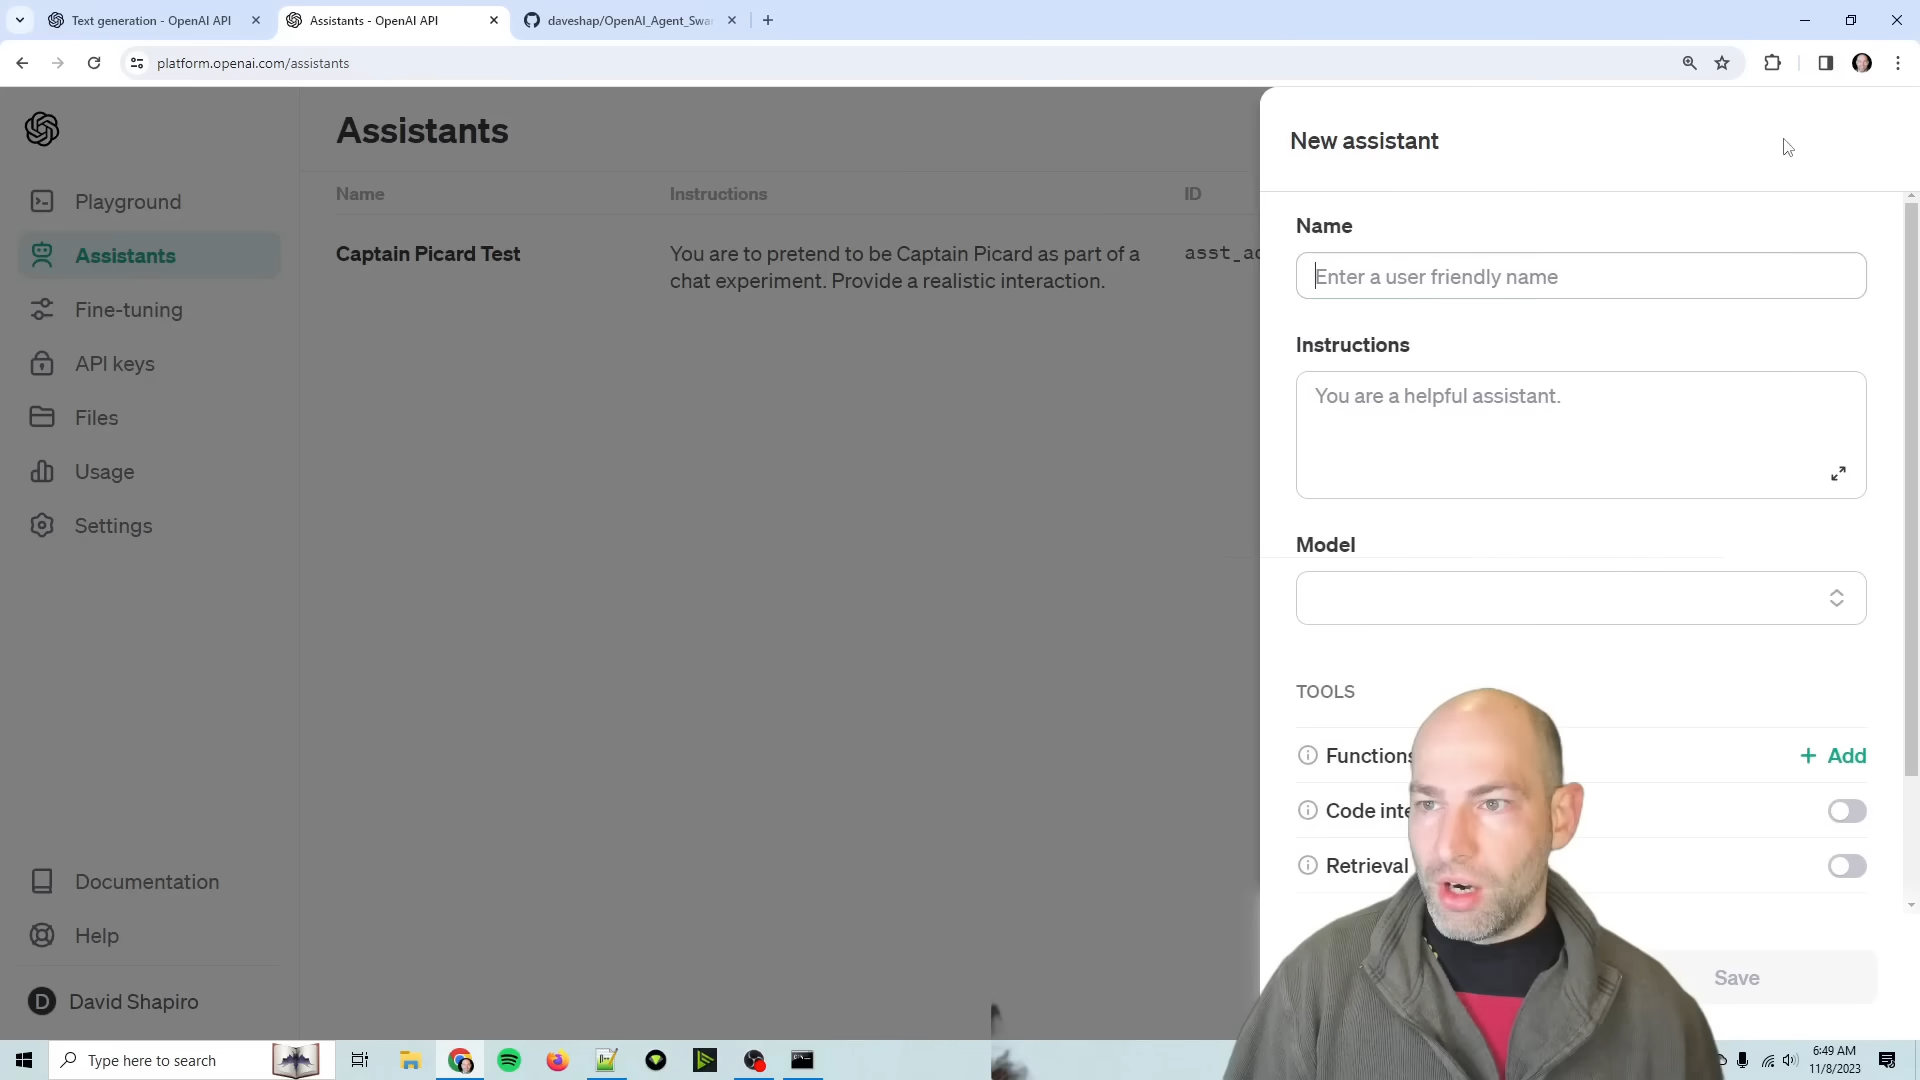 Text generation - OpenAI API
Assistants - OpenAI API
daveshap/OpenAI_Agent_Swar
platform.openai.com/assistants
Assistants
Name
Instructions
ID
Captain Picard Test
You are to pretend to be Captain Picard as part of a
chat experiment. Provide a realistic interaction.
asst_ac
Playground
Assistants
Fine-tuning
API keys
Files
Usage
Settings
Documentation
Help
D
David Shapiro
New assistant
Name
Enter a user friendly name
Instructions
You are a helpful assistant.
Model
TOOLS
Functions
+ Add
Code inte
Retrieval
Save
Type here to search
6:49 AM
11/8/2023